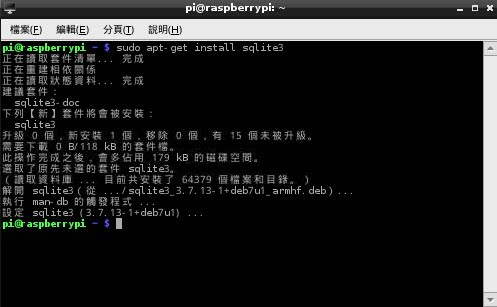 pi@raspberrypi: ~
檔案(F) 編輯(E) 分頁(T) 說明(H)
pi@raspberrypi ~ $ sudo apt-get install sqlite3
正在讀取套件清單... 完成
正在重建相依關係
正在讀取狀態資料... 完成
建議套件：
  sqlite3-doc
下列【新】套件將會被安裝：
  sqlite3
升級 0 個，新安裝 1 個，移除 0 個，有 15 個未被升級。
需要下載 0 B/118 kB 的套件檔。
此操作完成之後，會多佔用 179 kB 的磁碟空間。
選取了原先未選的套件 sqlite3。
（讀取資料庫 ... 目前共安裝了 64379 個檔案和目錄。）
解開 sqlite3（從 .../sqlite3_3.7.13-1+deb7u1_armhf.deb）...
執行 man-db 的觸發程式 ...
設定 sqlite3 (3.7.13-1+deb7u1) ...
pi@raspberrypi ~ $